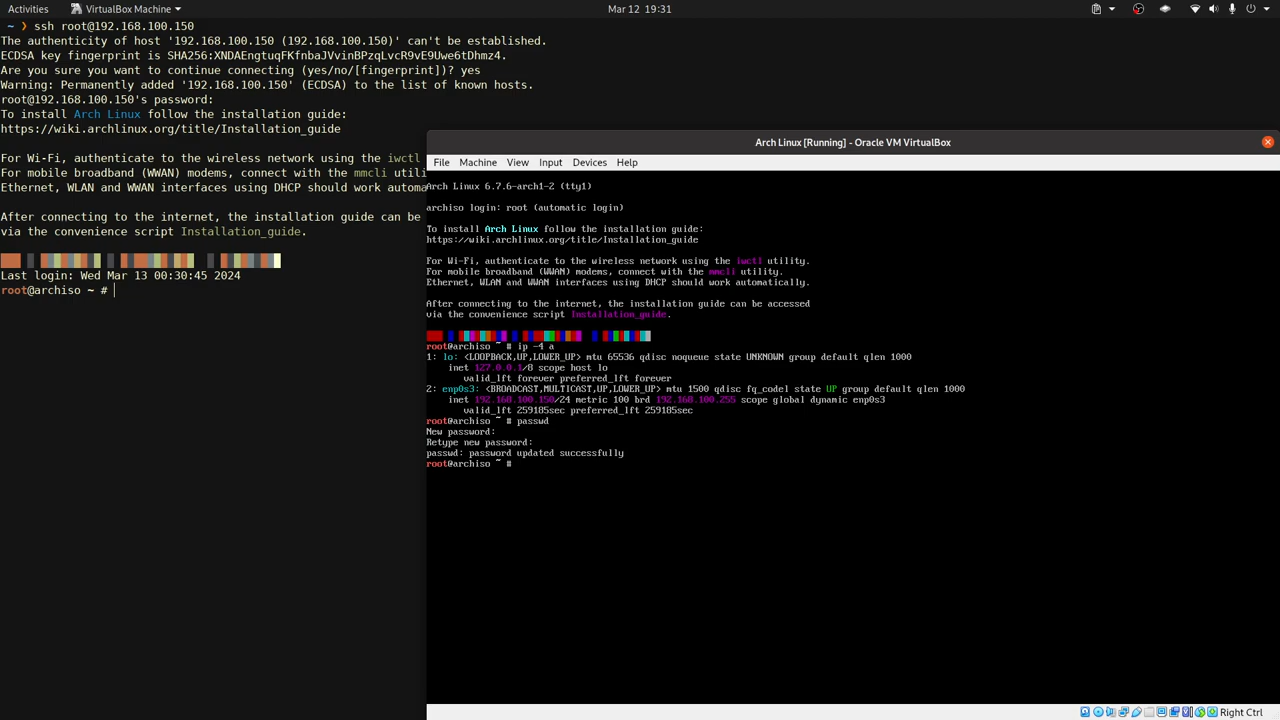 Activities
VirtualBox Machine
Mar 12 19:31
~ ❯ ssh root@192.168.100.150
The authenticity of host '192.168.100.150 (192.168.100.150)' can't be established.
ECDSA key fingerprint is SHA256:XNDAEngtuqFKfnbaJVvinBPzqLvcR9vE9Uwe6tDhmz4.
Are you sure you want to continue connecting (yes/no/[fingerprint])? yes
Warning: Permanently added '192.168.100.150' (ECDSA) to the list of known hosts.
root@192.168.100.150's password:
To install Arch Linux follow the installation guide:
https://wiki.archlinux.org/title/Installation_guide
For Wi-Fi, authenticate to the wireless network using the iwctl
For mobile broadband (WWAN) modems, connect with the mmcli utili
Ethernet, WLAN and WWAN interfaces using DHCP should work automa
After connecting to the internet, the installation guide can be
via the convenience script Installation_guide.
Last login: Wed Mar 13 00:30:45 2024
root@archiso ~ #
Arch Linux [Running] - Oracle VM VirtualBox
File Machine View Input Devices Help
Arch Linux 6.7.6-arch1-2 (tty1)
archiso login: root (automatic login)
To install Arch Linux follow the installation guide:
https://wiki.archlinux.org/title/Installation_guide
For Wi-Fi, authenticate to the wireless network using the iwctl utility.
For mobile broadband (WWAN) modems, connect with the mmcli utility.
Ethernet, WLAN and WWAN interfaces using DHCP should work automatically.
After connecting to the internet, the installation guide can be accessed
via the convenience script Installation_guide.
root@archiso ~ # ip -4 a
1: lo: <LOOPBACK,UP,LOWER_UP> mtu 65536 qdisc noqueue state UNKNOWN group default qlen 1000
inet 127.0.0.1/8 scope host lo
valid_lft forever preferred_lft forever
2: enp0s3: <BROADCAST,MULTICAST,UP,LOWER_UP> mtu 1500 qdisc fq_codel state UP group default qlen 1000
inet 192.168.100.150/24 metric 100 brd 192.168.100.255 scope global dynamic enp0s3
valid_lft 259185sec preferred_lft 259185sec
root@archiso ~ # passwd
New password:
Retype new password:
passwd: password updated successfully
root@archiso ~ #
Right Ctrl